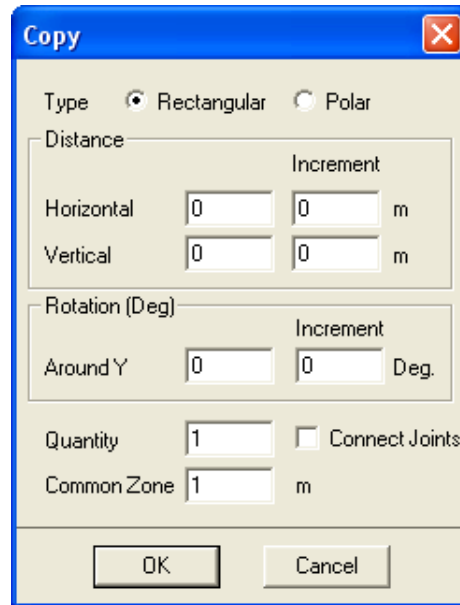 Copy
Type Rectangular Polar
Distance
Increment
Horizontal 0 0 m
Vertical 0 0 m
Rotation (Deg)
Increment
Around Y 0 0 Deg.
Quantity 1 Connect Joints
Common Zone 1 m
OK Cancel